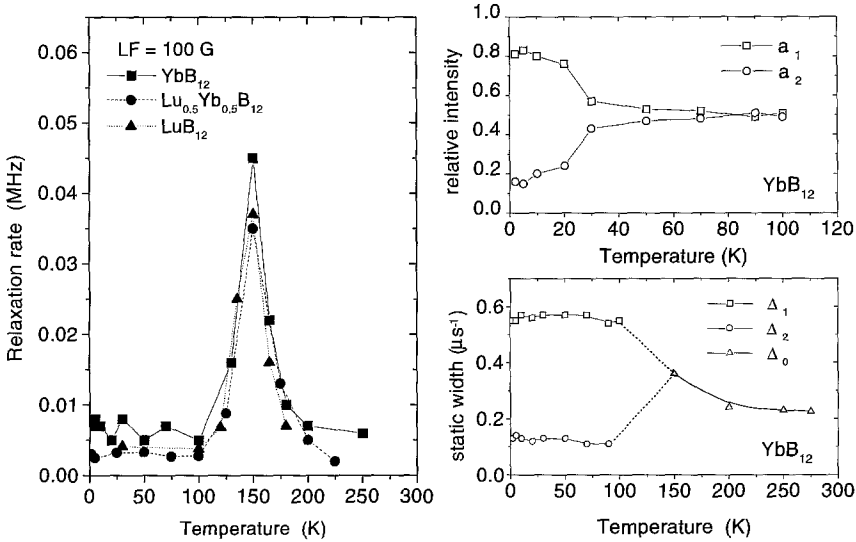 LF = 100 G
YbB12
Lu0.5Yb0.5B12
LuB12
0.06
0.05
0.04
0.03
0.02
0.01
0.00
Relaxation rate (MHz)
0 50 100 150 200 250
Temperature (K)
a1
a2
1.0
0.8
0.6
0.4
0.2
0.0
relative intensity
YbB12
0 20 40 60 80 100 120
Temperature (K)
Δ1
Δ2
Δ0
0.6
0.4
0.2
0.0
static width (μs-1)
YbB12
0 50 100 150 200 250
Temperature (K)